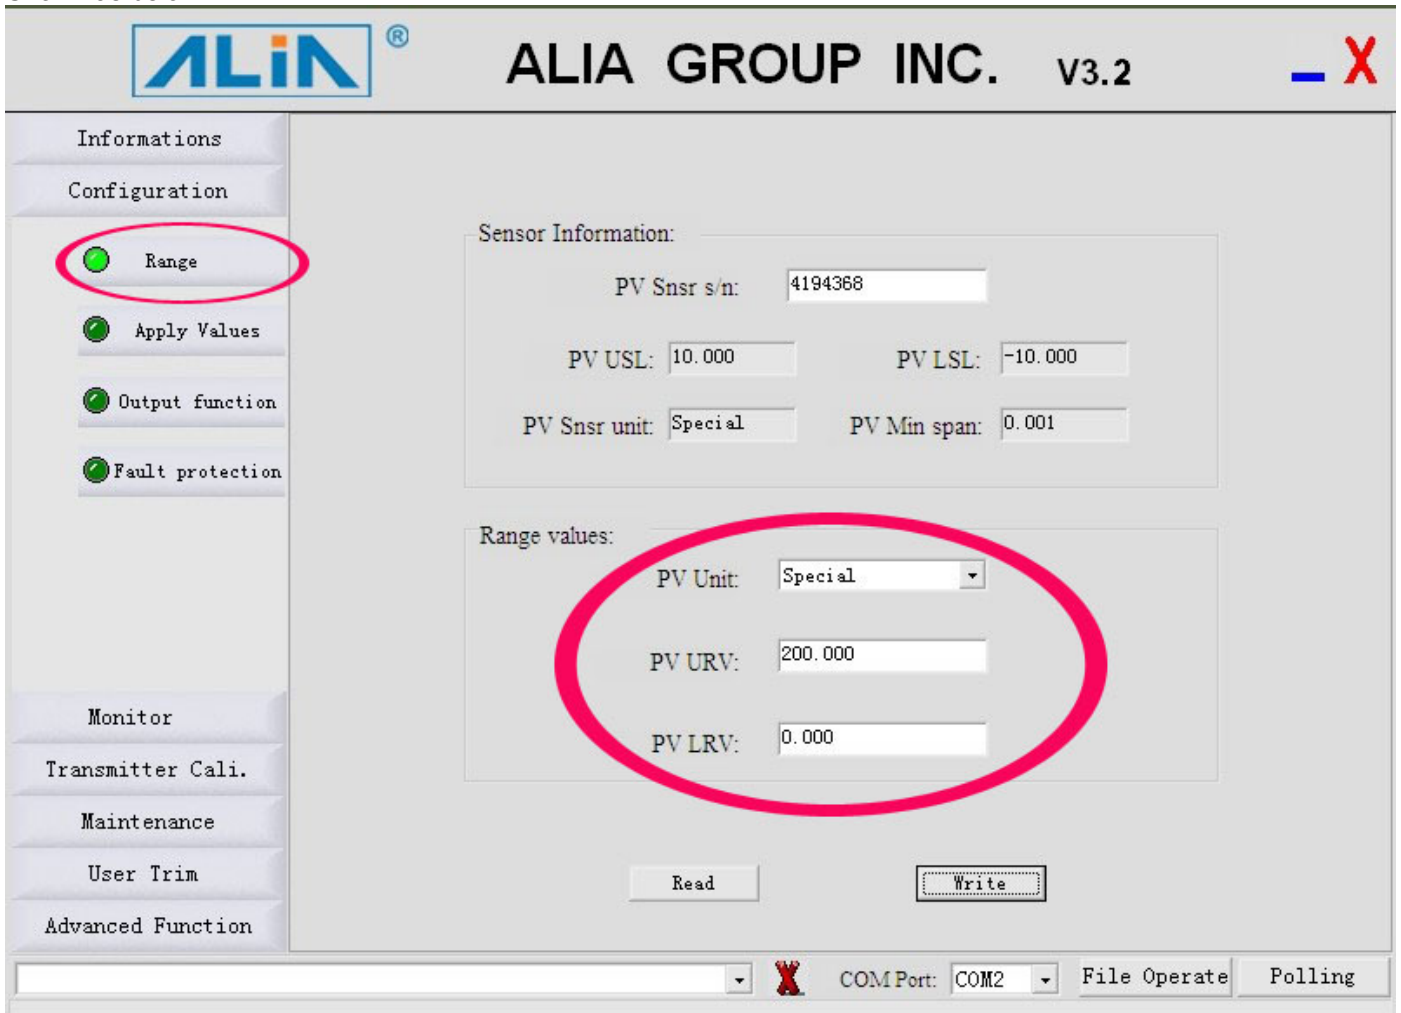 ALiA ®
ALIA GROUP INC. V3.2
Informations
Configuration
Range
Apply Values
Output function
Fault protection
Monitor
Transmitter Cali.
Maintenance
User Trim
Advanced Function
Sensor Information:
PV Snsr s/n: 4194368
PV USL: 10.000 PV LSL: -10.000
PV Snsr unit: Special PV Min span: 0.001
Range values:
PV Unit: Special
PV URV: 200.000
PV LRV: 0.000
Read Write
COM Port: COM2 File Operate Polling